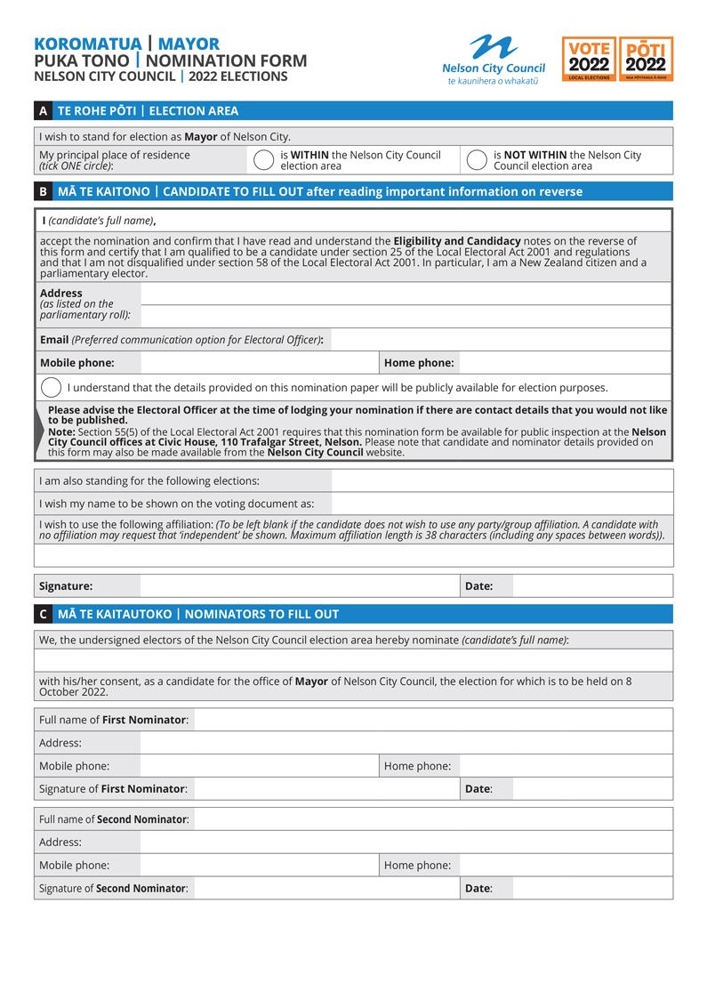 KOROMATUA | MAYOR
PUKA TONO | NOMINATION FORM
NELSON CITY COUNCIL | 2022 ELECTIONS
Nelson City Council
te kaunihera o whakatū
VOTE
2022
LOCAL ELECTIONS
PŌTI
2022
NGA PŌTITANGA Ā-ROHE
A TE ROHE PŌTI | ELECTION AREA
I wish to stand for election as Mayor of Nelson City.
My principal place of residence
(tick ONE circle):
is WITHIN the Nelson City Council
election area
is NOT WITHIN the Nelson City
Council election area
B MĀ TE KAITONO | CANDIDATE TO FILL OUT after reading important information on reverse
I (candidate's full name),
accept the nomination and confirm that I have read and understand the Eligibility and Candidacy notes on the reverse of
this form and certify that I am qualified to be a candidate under section 25 of the Local Electoral Act 2001 and regulations
and that I am not disqualified under section 58 of the Local Electoral Act 2001. In particular, I am a New Zealand citizen and a
parliamentary elector.
Address
(as listed on the
parliamentary roll):
Email (Preferred communication option for Electoral Officer):
Mobile phone:
Home phone:
I understand that the details provided on this nomination paper will be publicly available for election purposes.
Please advise the Electoral Officer at the time of lodging your nomination if there are contact details that you would not like
to be published.
Note: Section 55(5) of the Local Electoral Act 2001 requires that this nomination form be available for public inspection at the Nelson
City Council offices at Civic House, 110 Trafalgar Street, Nelson. Please note that candidate and nominator details provided on
this form may also be made available from the Nelson City Council website.
I am also standing for the following elections:
I wish my name to be shown on the voting document as:
I wish to use the following affiliation: (To be left blank if the candidate does not wish to use any party/group affiliation. A candidate with
no affiliation may request that 'independent' be shown. Maximum affiliation length is 38 characters (including any spaces between words)).
Signature:
Date:
C MĀ TE KAITAUTOKO | NOMINATORS TO FILL OUT
We, the undersigned electors of the Nelson City Council election area hereby nominate (candidate's full name):
with his/her consent, as a candidate for the office of Mayor of Nelson City Council, the election for which is to be held on 8
October 2022.
Full name of First Nominator:
Address:
Mobile phone:
Home phone:
Signature of First Nominator:
Date:
Full name of Second Nominator:
Address:
Mobile phone:
Home phone:
Signature of Second Nominator:
Date: